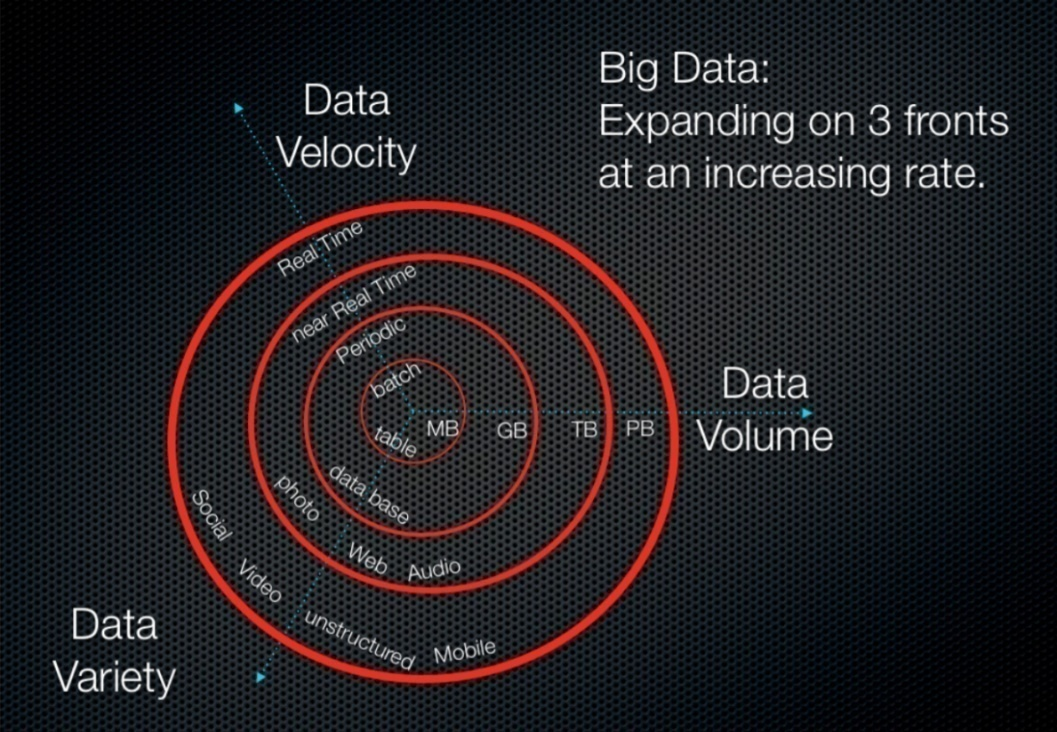 Big Data:
Expanding on 3 fronts
at an increasing rate.
Data
Velocity
Real Time
near Real Time
Periodic
batch
Data
Volume
MB GB TB PB
table
data base
photo
Web Audio
Social
Video
unstructured
Mobile
Data
Variety